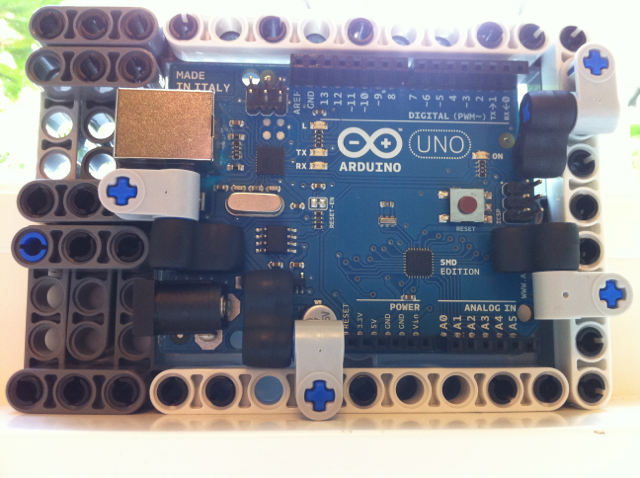 MADE
IN ITALY
AREF
GND
13
12
~11
~10
~9
8
7
~6
~5
4
~3
2
TX→1
RX←0
DIGITAL (PWM~)
L
TX
RX
ARDUINO
UNO
ON
RESET-EN
RESET
ICSP
SMD
EDITION
POWER
ANALOG IN
RESET
3.3V
5V
GND
GND
Vin
A0
A1
A2
A3
A4
A5